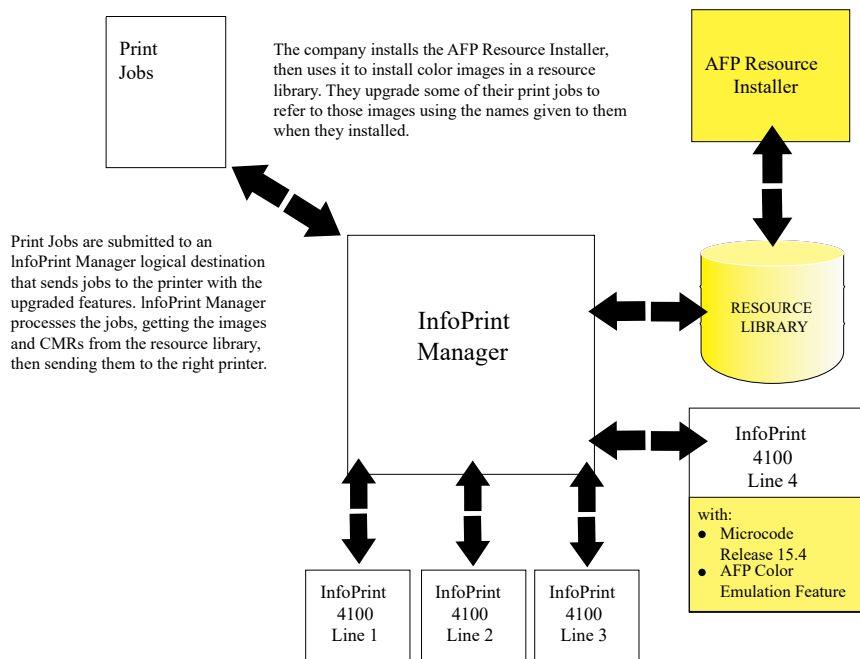 Print
Jobs
The company installs the AFP Resource Installer,
then uses it to install color images in a resource
library. They upgrade some of their print jobs to
refer to those images using the names given to them
when they installed.
AFP Resource
Installer
Print Jobs are submitted to an
lnfoPrint Manager logical destination
that sends jobs to the printer with the
upgraded features. lnfoPrint Manager
processes the jobs, getting the images
and CMRs from the resource library,
then sending them to the right printer.
InfoPrint
Manager
RESOURCE
LIBRARY
InfoPrint
4100
Line 4
with:
● Microcode
Release 15.4
● AFP Color
Emulation Feature
InfoPrint
4100
Line 1
InfoPrint
4100
Line 2
InfoPrint
4100
Line 3